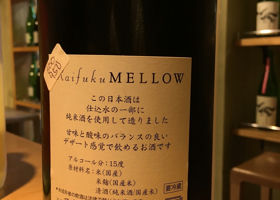 Kaifuku MELLOW
この日本酒は
仕込水の一部に
純米酒を使用して造りました
甘味と酸味のバランスの良い
デザート感覚で飲めるお酒です
アルコール分：15度
原材料名：米(国産)
米麹(国産米)
清酒(純米酒/国産米)
要冷蔵